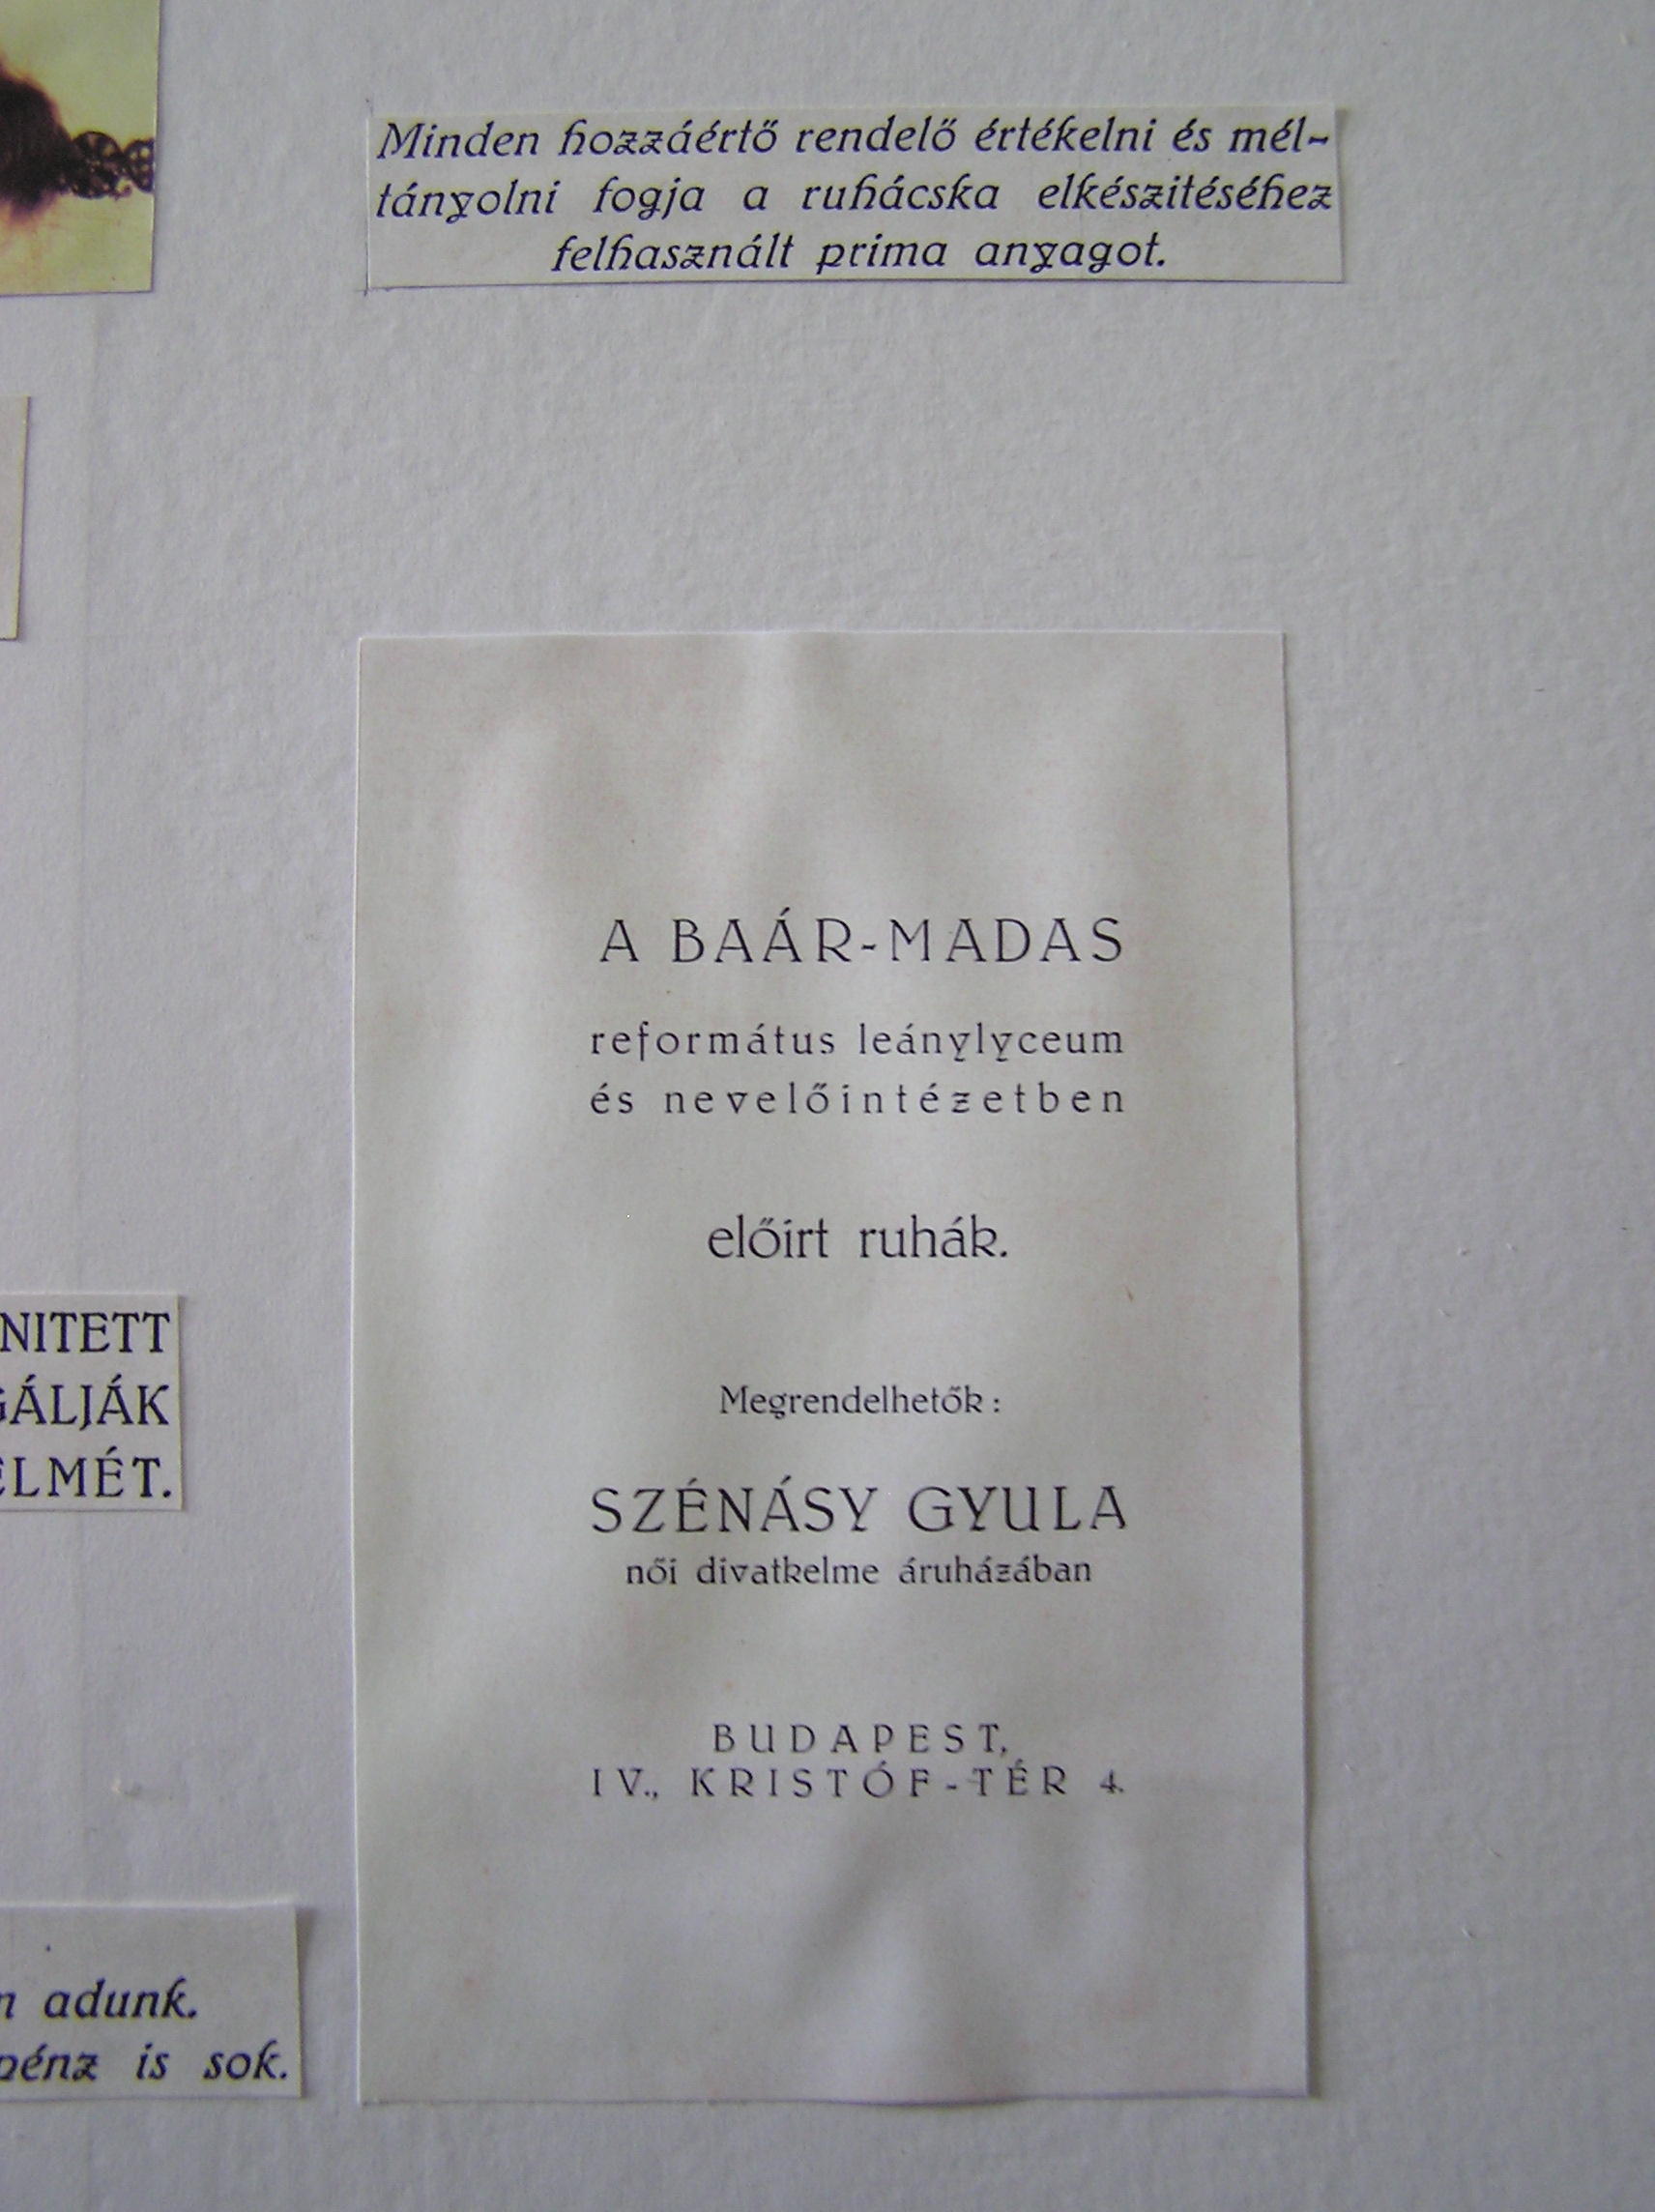 Minden hozzáértő rendelő értékelni és mél-
tányolni fogja a ruhácska elkészitéséhez
felhasznált prima anyagot.
A BAÁR-MADAS
református leánylyceum
és nevelőintézetben
előirt ruhák.
Megrendelhetők:
SZÉNÁSY GYULA
női divatkelme áruházában
BUDAPEST,
IV., KRISTÓF-TÉR 4.
NITETT
GÁLJÁK
ELMÉT.
adunk.
pénz is sok.